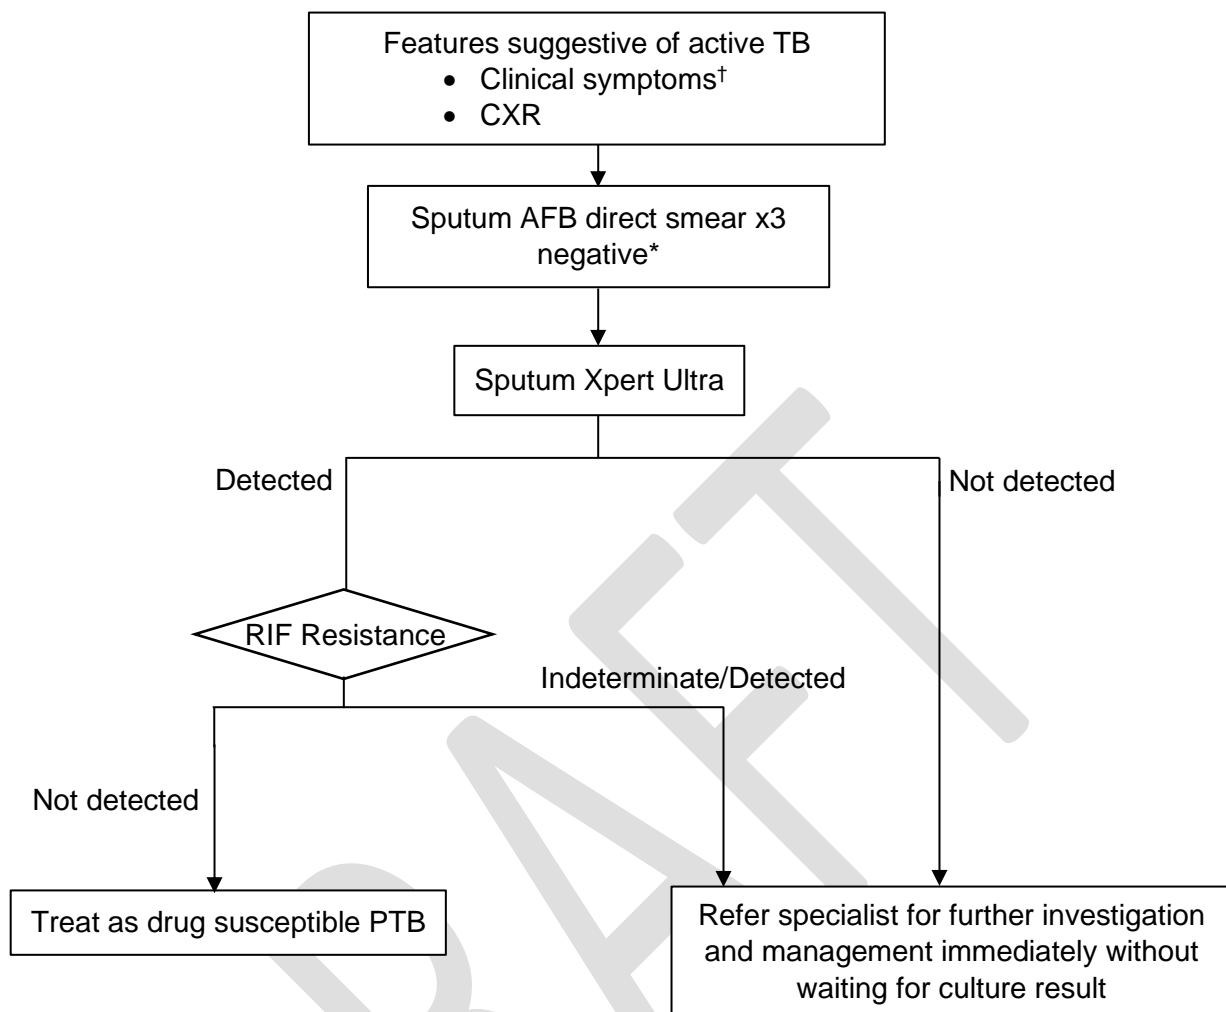 Features suggestive of active TB
• Clinical symptoms†
• CXR
Sputum AFB direct smear x3
negative*
Sputum Xpert Ultra
Detected
Not detected
RIF Resistance
Indeterminate/Detected
Not detected
Treat as drug susceptible PTB
Refer specialist for further investigation
and management immediately without
waiting for culture result
RAFT